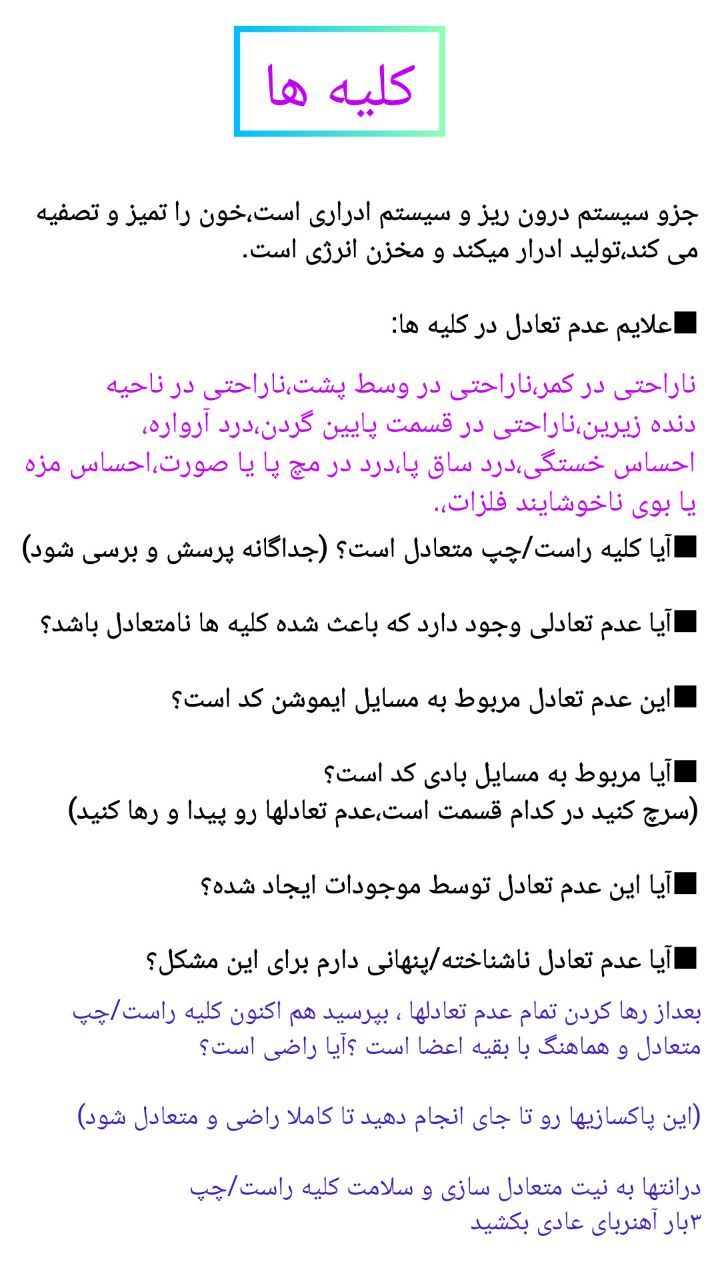 کلیه ها
جزو سیستم درون ریز و سیستم ادراری است،خون را تمیز و تصفیه
می کند،تولید ادرار میکند و مخزن انرژی است.
■علایم عدم تعادل در کلیه ها:
ناراحتی در کمر،ناراحتی در وسط پشت،ناراحتی در ناحیه
دنده زیرین،ناراحتی در قسمت پایین گردن،درد آرواره،
احساس خستگی،درد ساق پا،درد در مچ پا یا صورت،احساس مزه
یا بوی ناخوشایند فلزات،.
■آیا کلیه راست/چپ متعادل است؟ (جداگانه پرسش و برسی شود)
■آیا عدم تعادلی وجود دارد که باعث شده کلیه ها نامتعادل باشد؟
■این عدم تعادل مربوط به مسایل ایموشن کد است؟
■آیا مربوط به مسایل بادی کد است؟
(سرچ کنید در کدام قسمت است،عدم تعادلها رو پیدا و رها کنید)
■آیا این عدم تعادل توسط موجودات ایجاد شده؟
■آیا عدم تعادل ناشناخته/پنهانی دارم برای این مشکل؟
بعداز رها کردن تمام عدم تعادلها ، بپرسید هم اکنون کلیه راست/چپ
متعادل و هماهنگ با بقیه اعضا است ؟آیا راضی است؟
(این پاکسازیها رو تا جای انجام دهید تا کاملا راضی و متعادل شود)
درانتها به نیت متعادل سازی و سلامت کلیه راست/چپ
۳بار آهنربای عادی بکشید